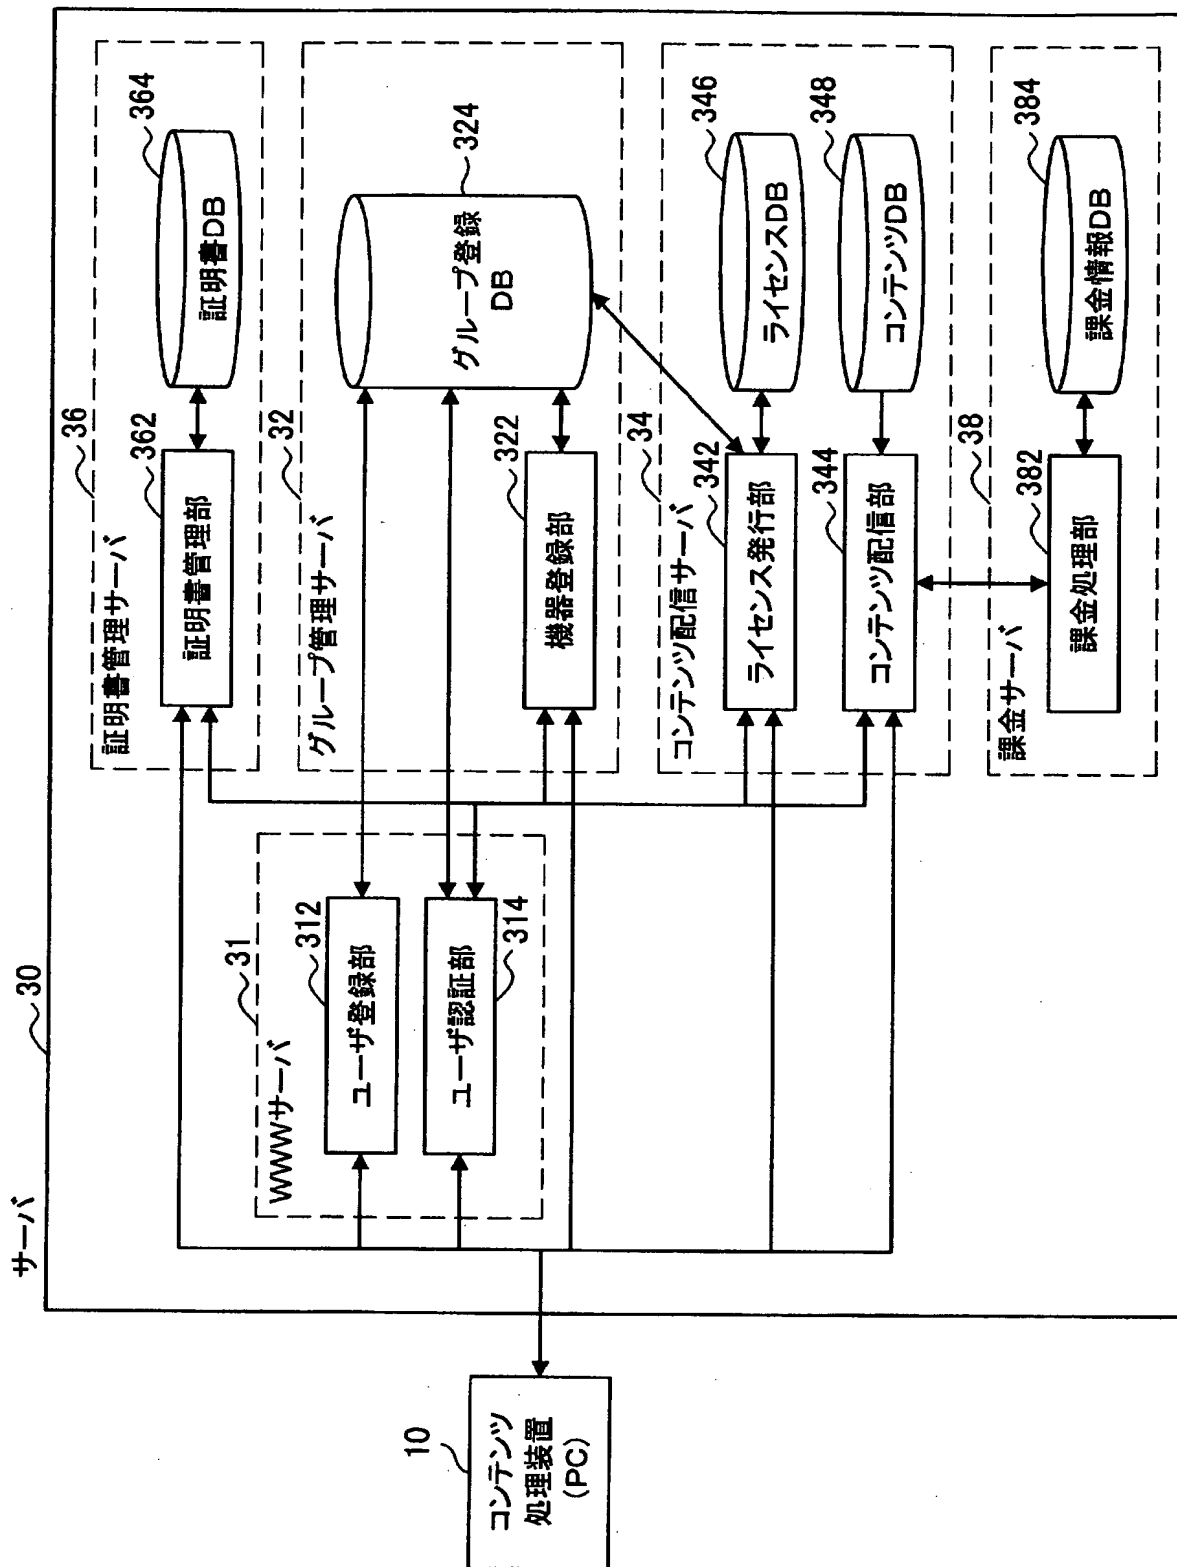 サーバ
30
証明書管理サーバ
36
362
証明書管理部
364
証明書DB
WWWサーバ
31
312
ユーザ登録部
ユーザ認証部
314
グループ管理サーバ
32
グループ登録
DB
324
322
機器登録部
10
コンテンツ
処理装置
(PC)
コンテンツ配信サーバ
34
342
ライセンス発行部
346
ライセンスDB
344
コンテンツ配信部
348
コンテンツDB
課金サーバ
38
382
課金処理部
384
課金情報DB